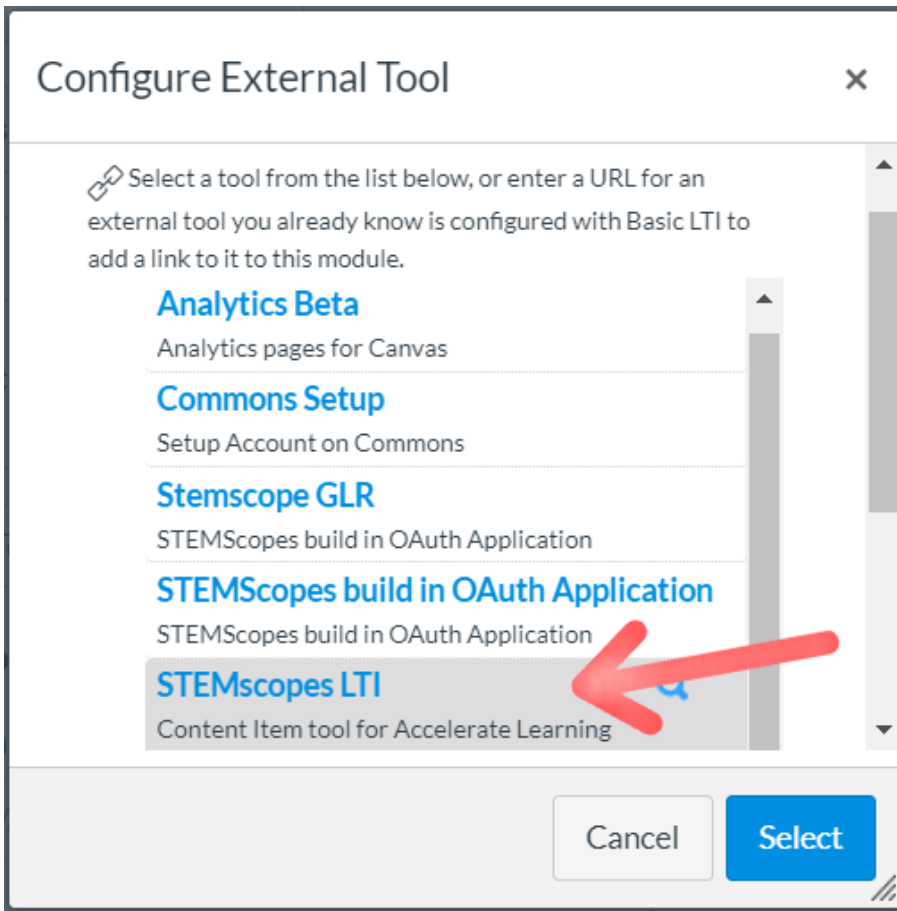 Configure External Tool
Select a tool from the list below, or enter a URL for an
external tool you already know is configured with Basic LTI to
add a link to it to this module.
Analytics Beta
Analytics pages for Canvas
Commons Setup
Setup Account on Commons
Stemscope GLR
STEMScopes build in OAuth Application
STEMScopes build in OAuth Application
STEMScopes build in OAuth Application
STEMscopes LTI
Content Item tool for Accelerate Learning
Cancel Select